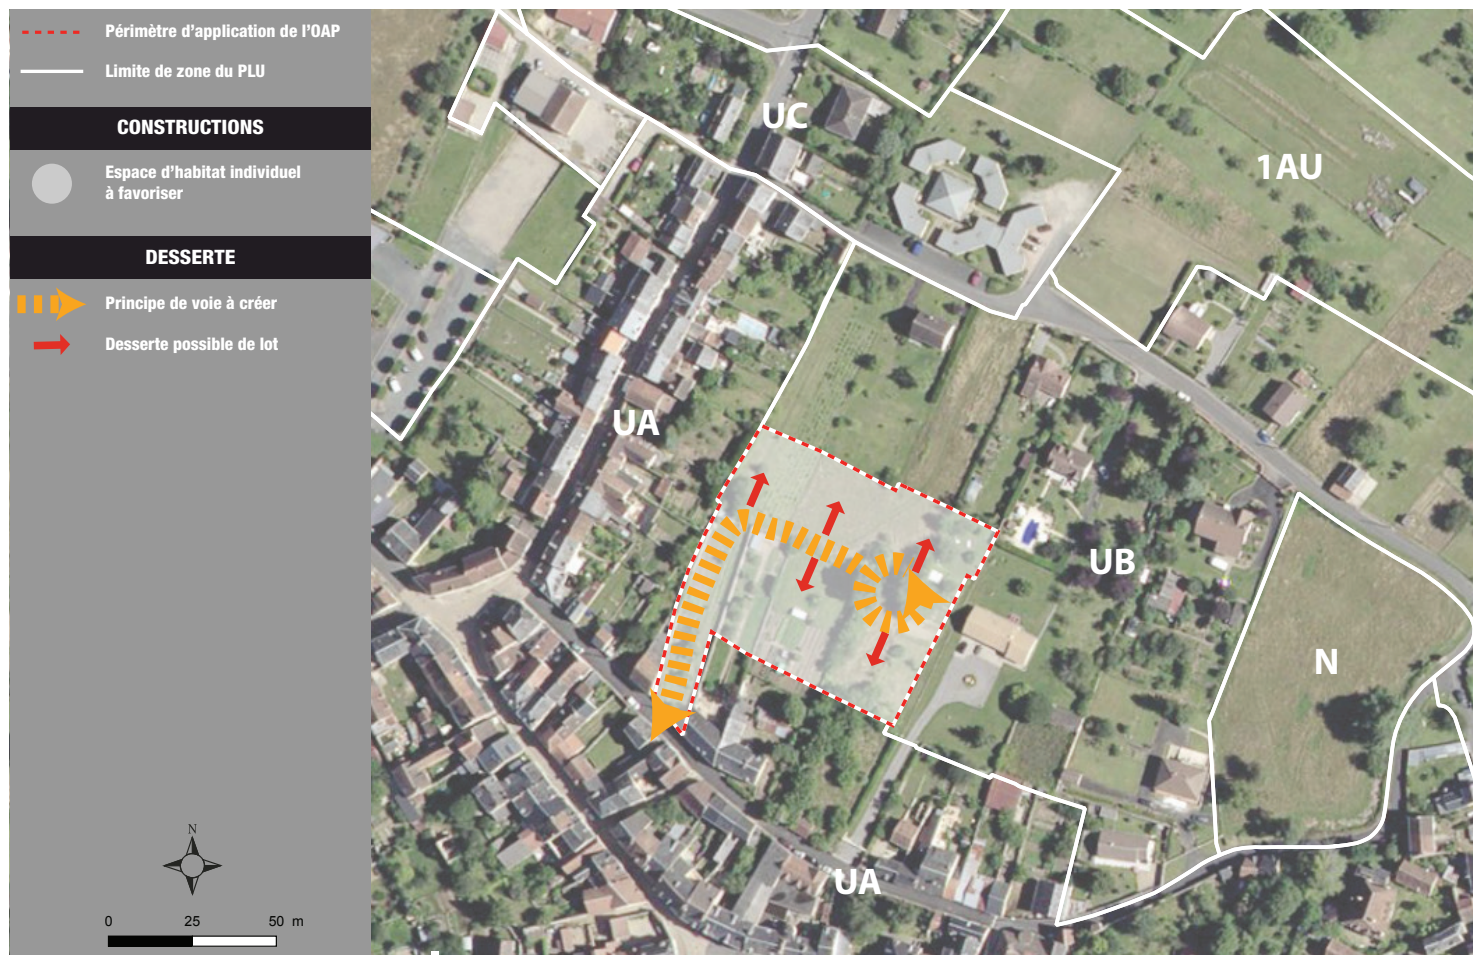 Périmètre d'application de l'OAP
Limite de zone du PLU
CONSTRUCTIONS
Espace d'habitat individuel
à favoriser
DESSERTE
Principe de voie à créer
Desserte possible de lot
N
0 25 50 m
UC
1AU
UA
UB
N
UA